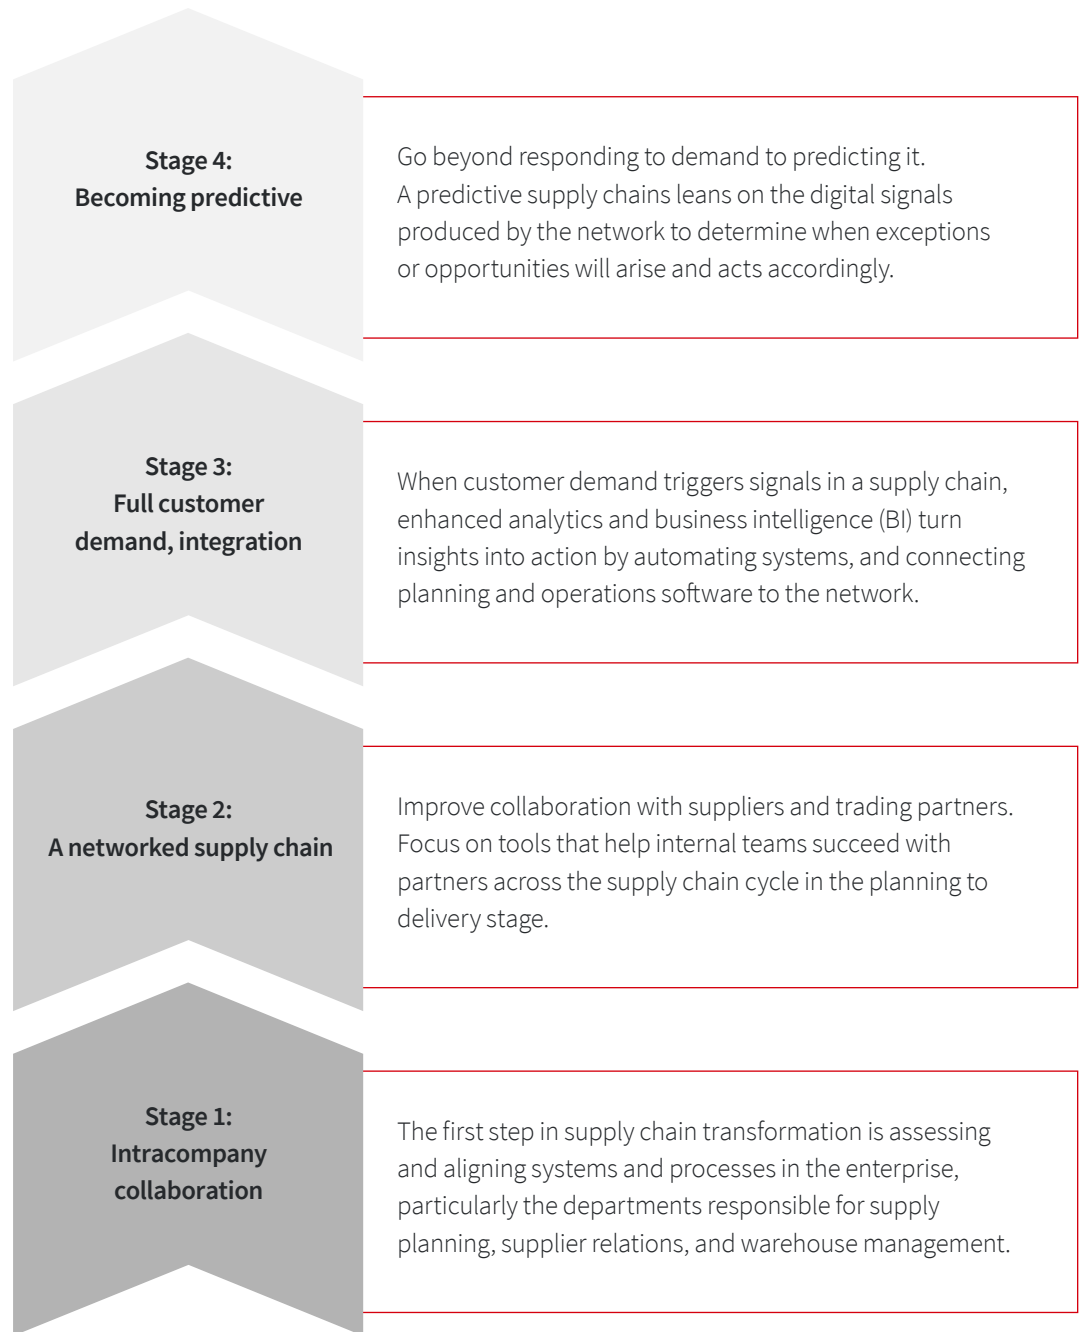 Stage 4:
Becoming predictive
Go beyond responding to demand to predicting it.
A predictive supply chains leans on the digital signals
produced by the network to determine when exceptions
or opportunities will arise and acts accordingly.
Stage 3:
Full customer
demand, integration
When customer demand triggers signals in a supply chain,
enhanced analytics and business intelligence (BI) turn
insights into action by automating systems, and connecting
planning and operations software to the network.
Stage 2:
A networked supply chain
Improve collaboration with suppliers and trading partners.
Focus on tools that help internal teams succeed with
partners across the supply chain cycle in the planning to
delivery stage.
Stage 1:
Intracompany
collaboration
The first step in supply chain transformation is assessing
and aligning systems and processes in the enterprise,
particularly the departments responsible for supply
planning, supplier relations, and warehouse management.